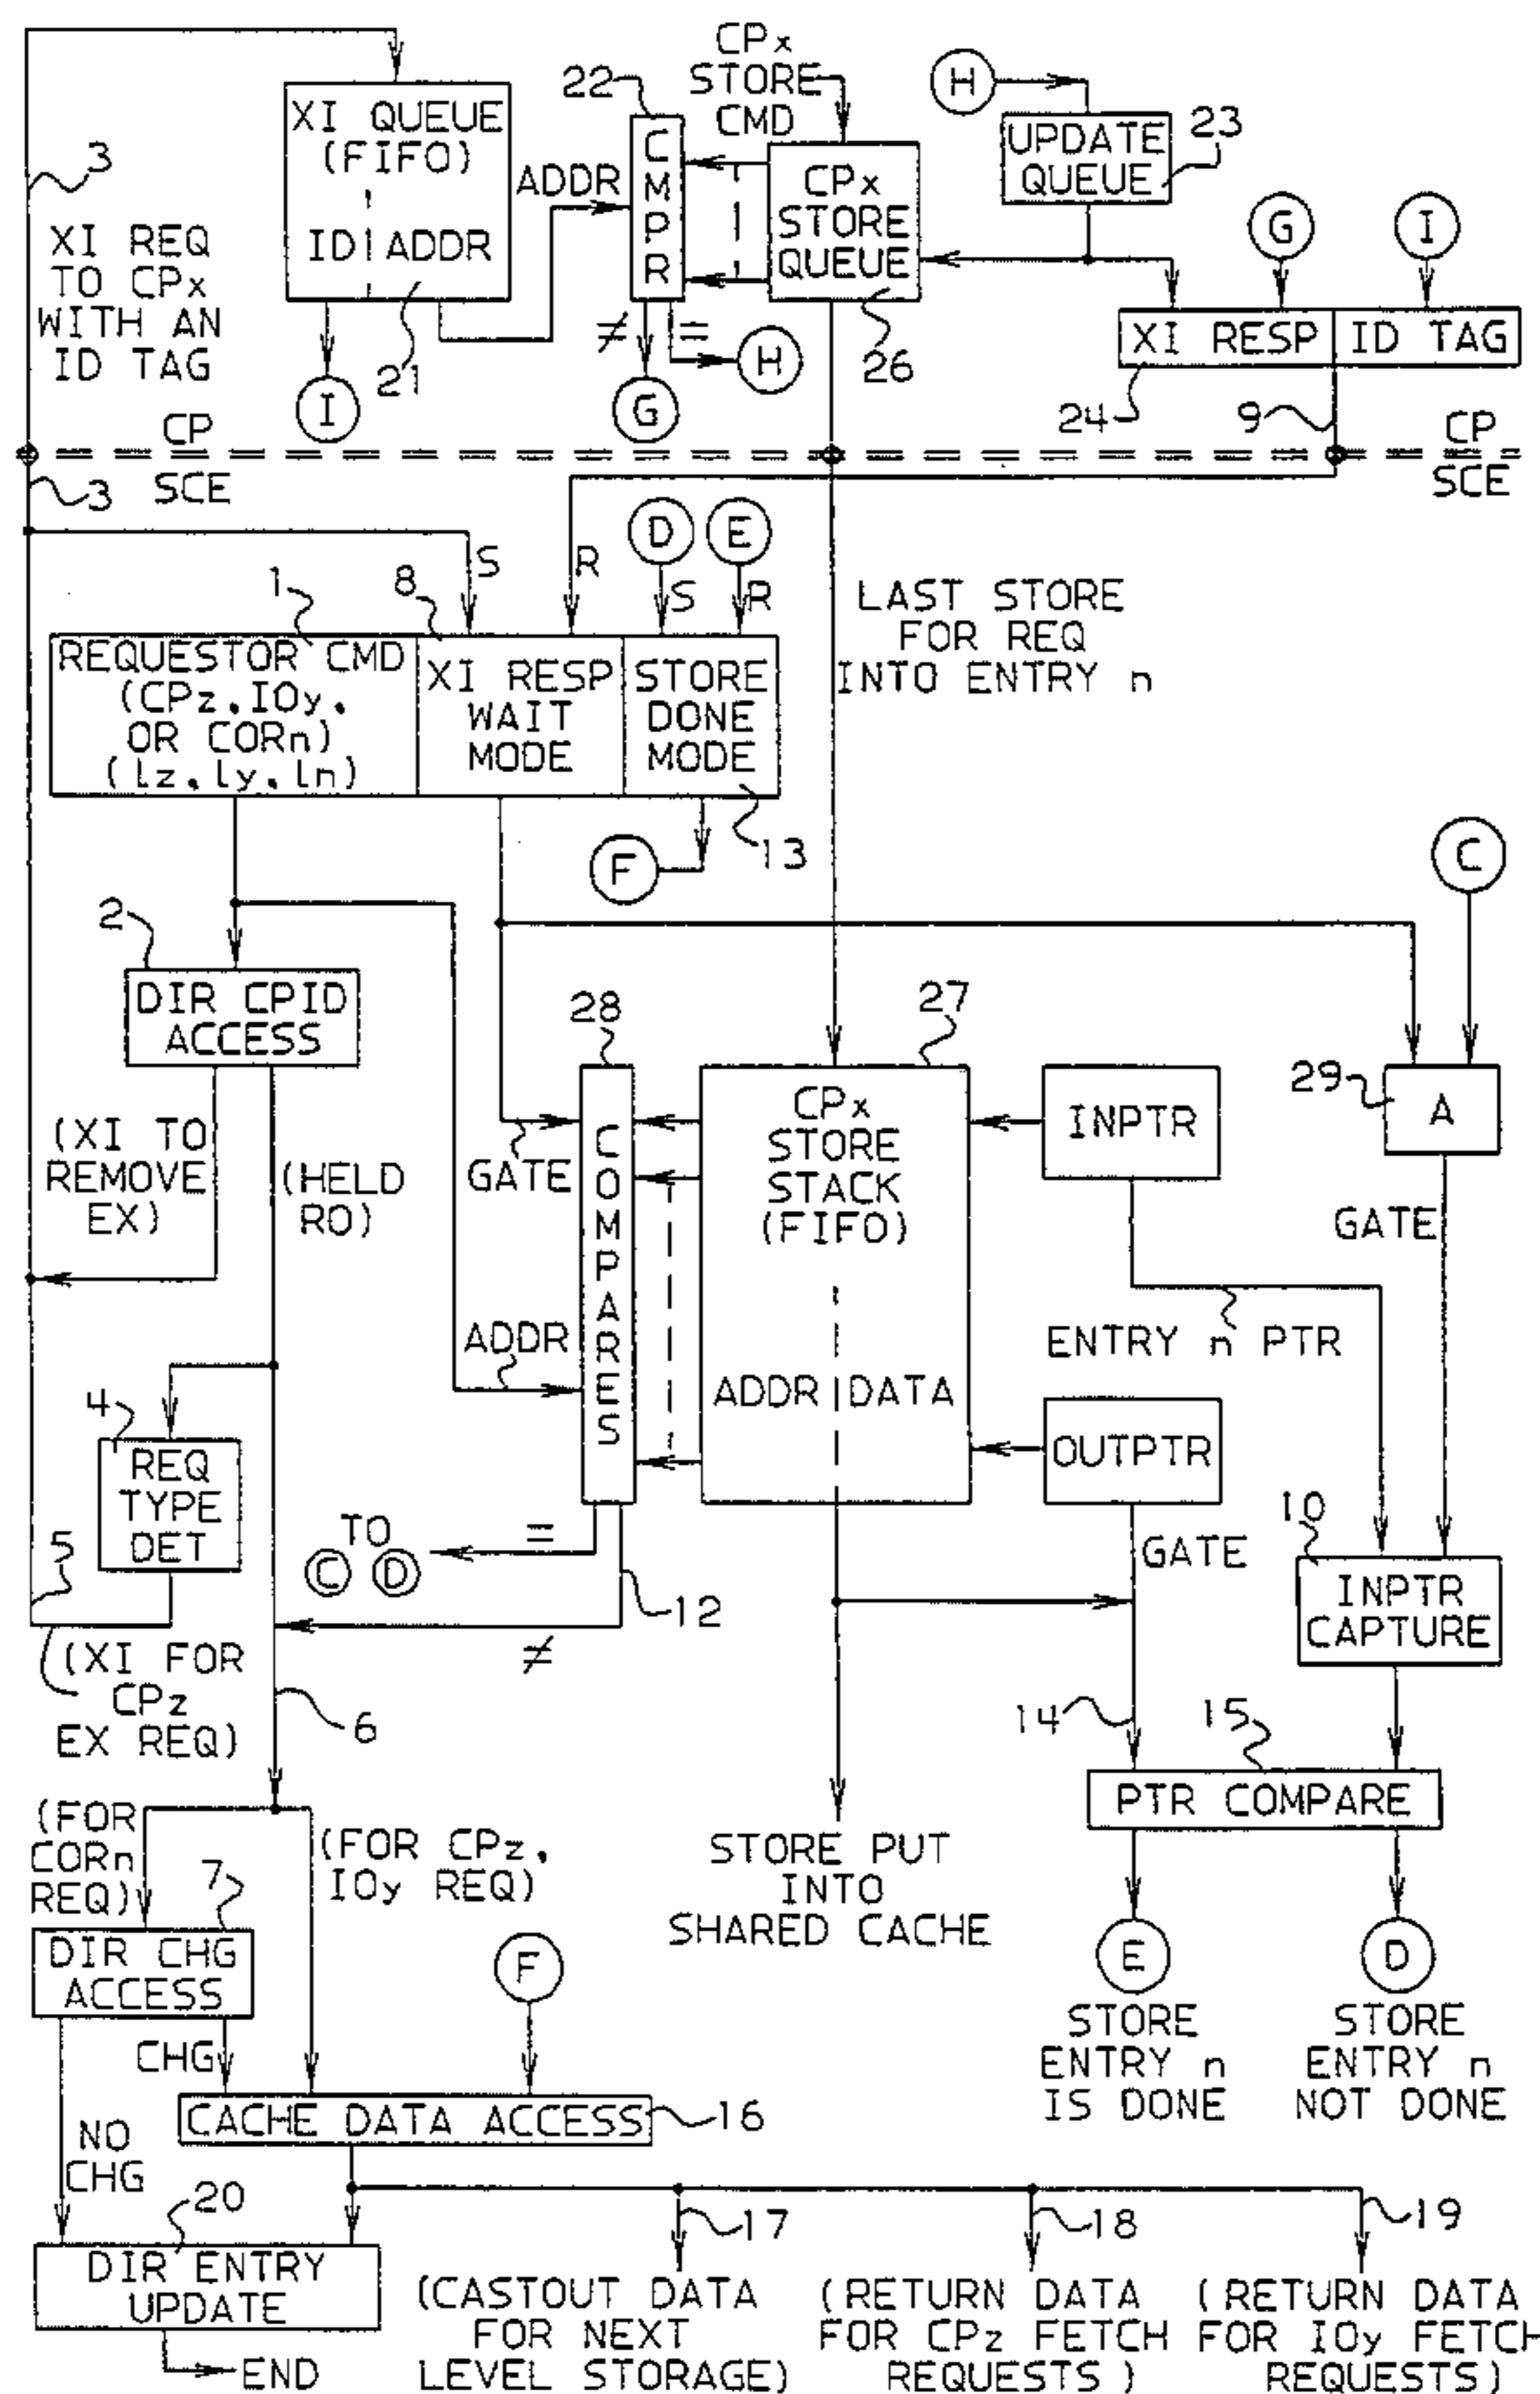 CPx
STORE
CMD
H
22
XI QUEUE
(FIFO)
ID ADDR
C
M
P
R
UPDATE
QUEUE
23
3
ADDR
CPx
STORE
QUEUE
G
I
XI REQ
TO CPx
WITH AN
ID TAG
≠
=
H
XI RESP
ID TAG
21
26
I
G
24
9
CP
CP
SCE
SCE
3
D
E
S
R
S
R
LAST STORE
FOR REQ
INTO ENTRY n
1
8
REQUESTOR CMD
(CPz, IOy,
OR CORn)
(lz, ly, ln)
XI RESP
WAIT
MODE
STORE
DONE
MODE
F
13
C
2
DIR CPID
ACCESS
28
27
29
C
O
M
P
A
R
E
S
CPx
STORE
STACK
(FIFO)
INPTR
A
(XI TO
REMOVE
EX)
(HELD
RO)
GATE
GATE
ENTRY n PTR
ADDR
ADDR DATA
4
REQ
TYPE
DET
OUTPTR
5
TO
C D
=
GATE
10
INPTR
CAPTURE
12
≠
(XI FOR
CPz
EX REQ)
6
14
15
PTR COMPARE
(FOR
CORn
REQ)
(FOR CPz,
IOy REQ)
7
STORE PUT
INTO
SHARED CACHE
DIR CHG
ACCESS
F
E
D
STORE
ENTRY n
IS DONE
STORE
ENTRY n
NOT DONE
CHG
CACHE DATA ACCESS
16
NO
CHG
20
17
18
19
DIR ENTRY
UPDATE
(CASTOUT DATA
FOR NEXT
LEVEL STORAGE)
(RETURN DATA
FOR CPz FETCH
REQUESTS )
(RETURN DATA
FOR IOy FETCH
REQUESTS)
END